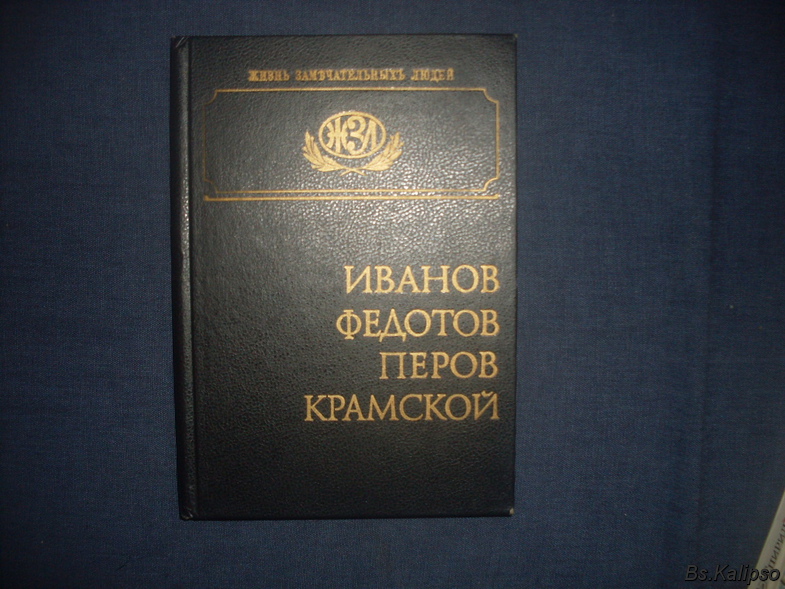 ЖИЗНЬ ЗАМѢЧАТЕЛЬНЫХЪ ЛЮДЕЙ
ЖЗЛ
ИВАНОВ
ФЕДОТОВ
ПЕРОВ
КРАМСКОЙ
Bs.Kalipso